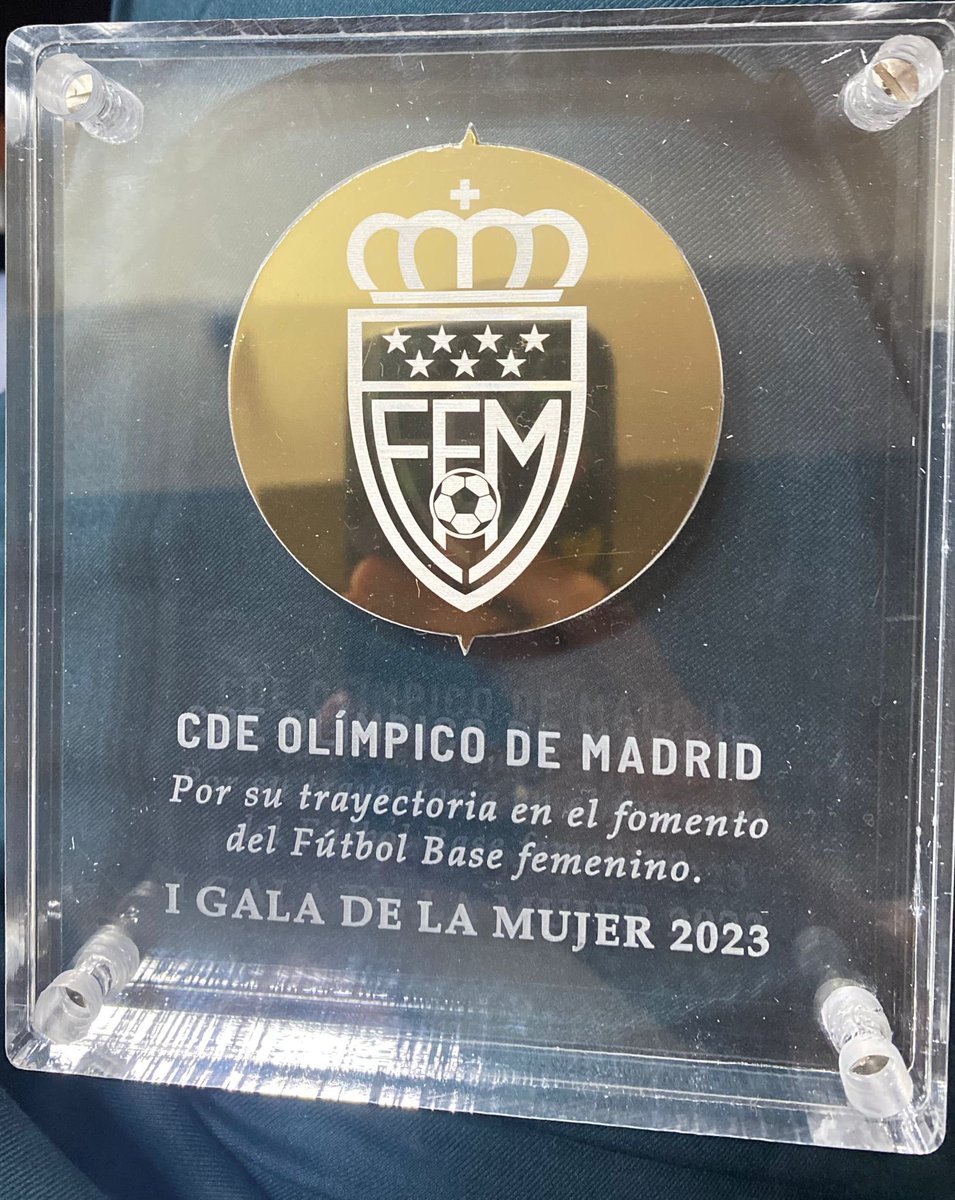 FFM
CDE OLÍMPICO DE MADRID
Por su trayectoria en el fomento
del Fútbol Base femenino.
I GALA DE LA MUJER 2023